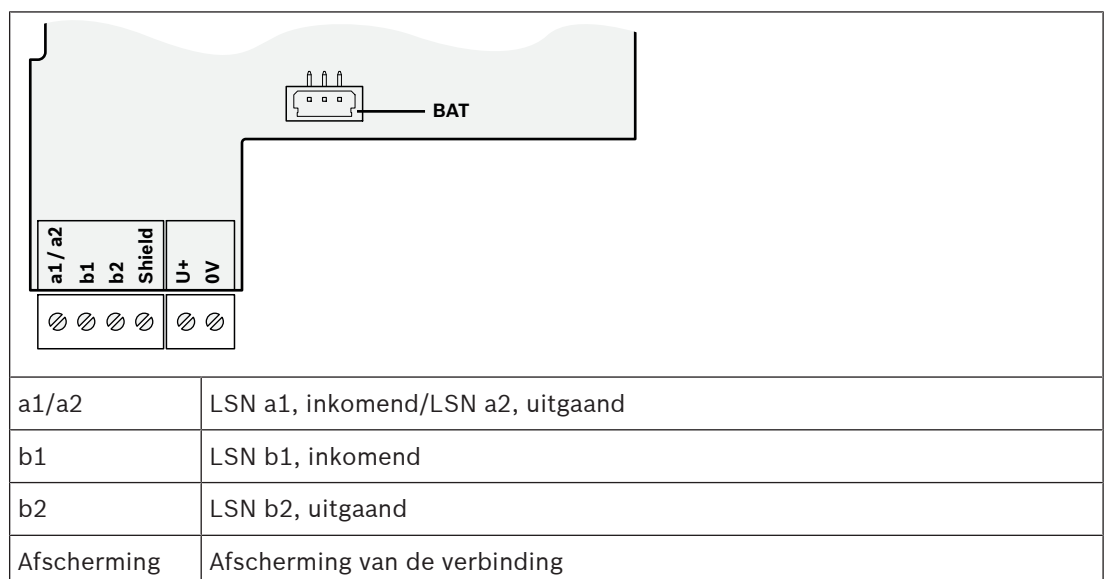 BAT
a1 / a2
b1
b2
Shield
U+
0V
a1/a2 LSN a1, inkomend/LSN a2, uitgaand
b1 LSN b1, inkomend
b2 LSN b2, uitgaand
Afscherming Afscherming van de verbinding